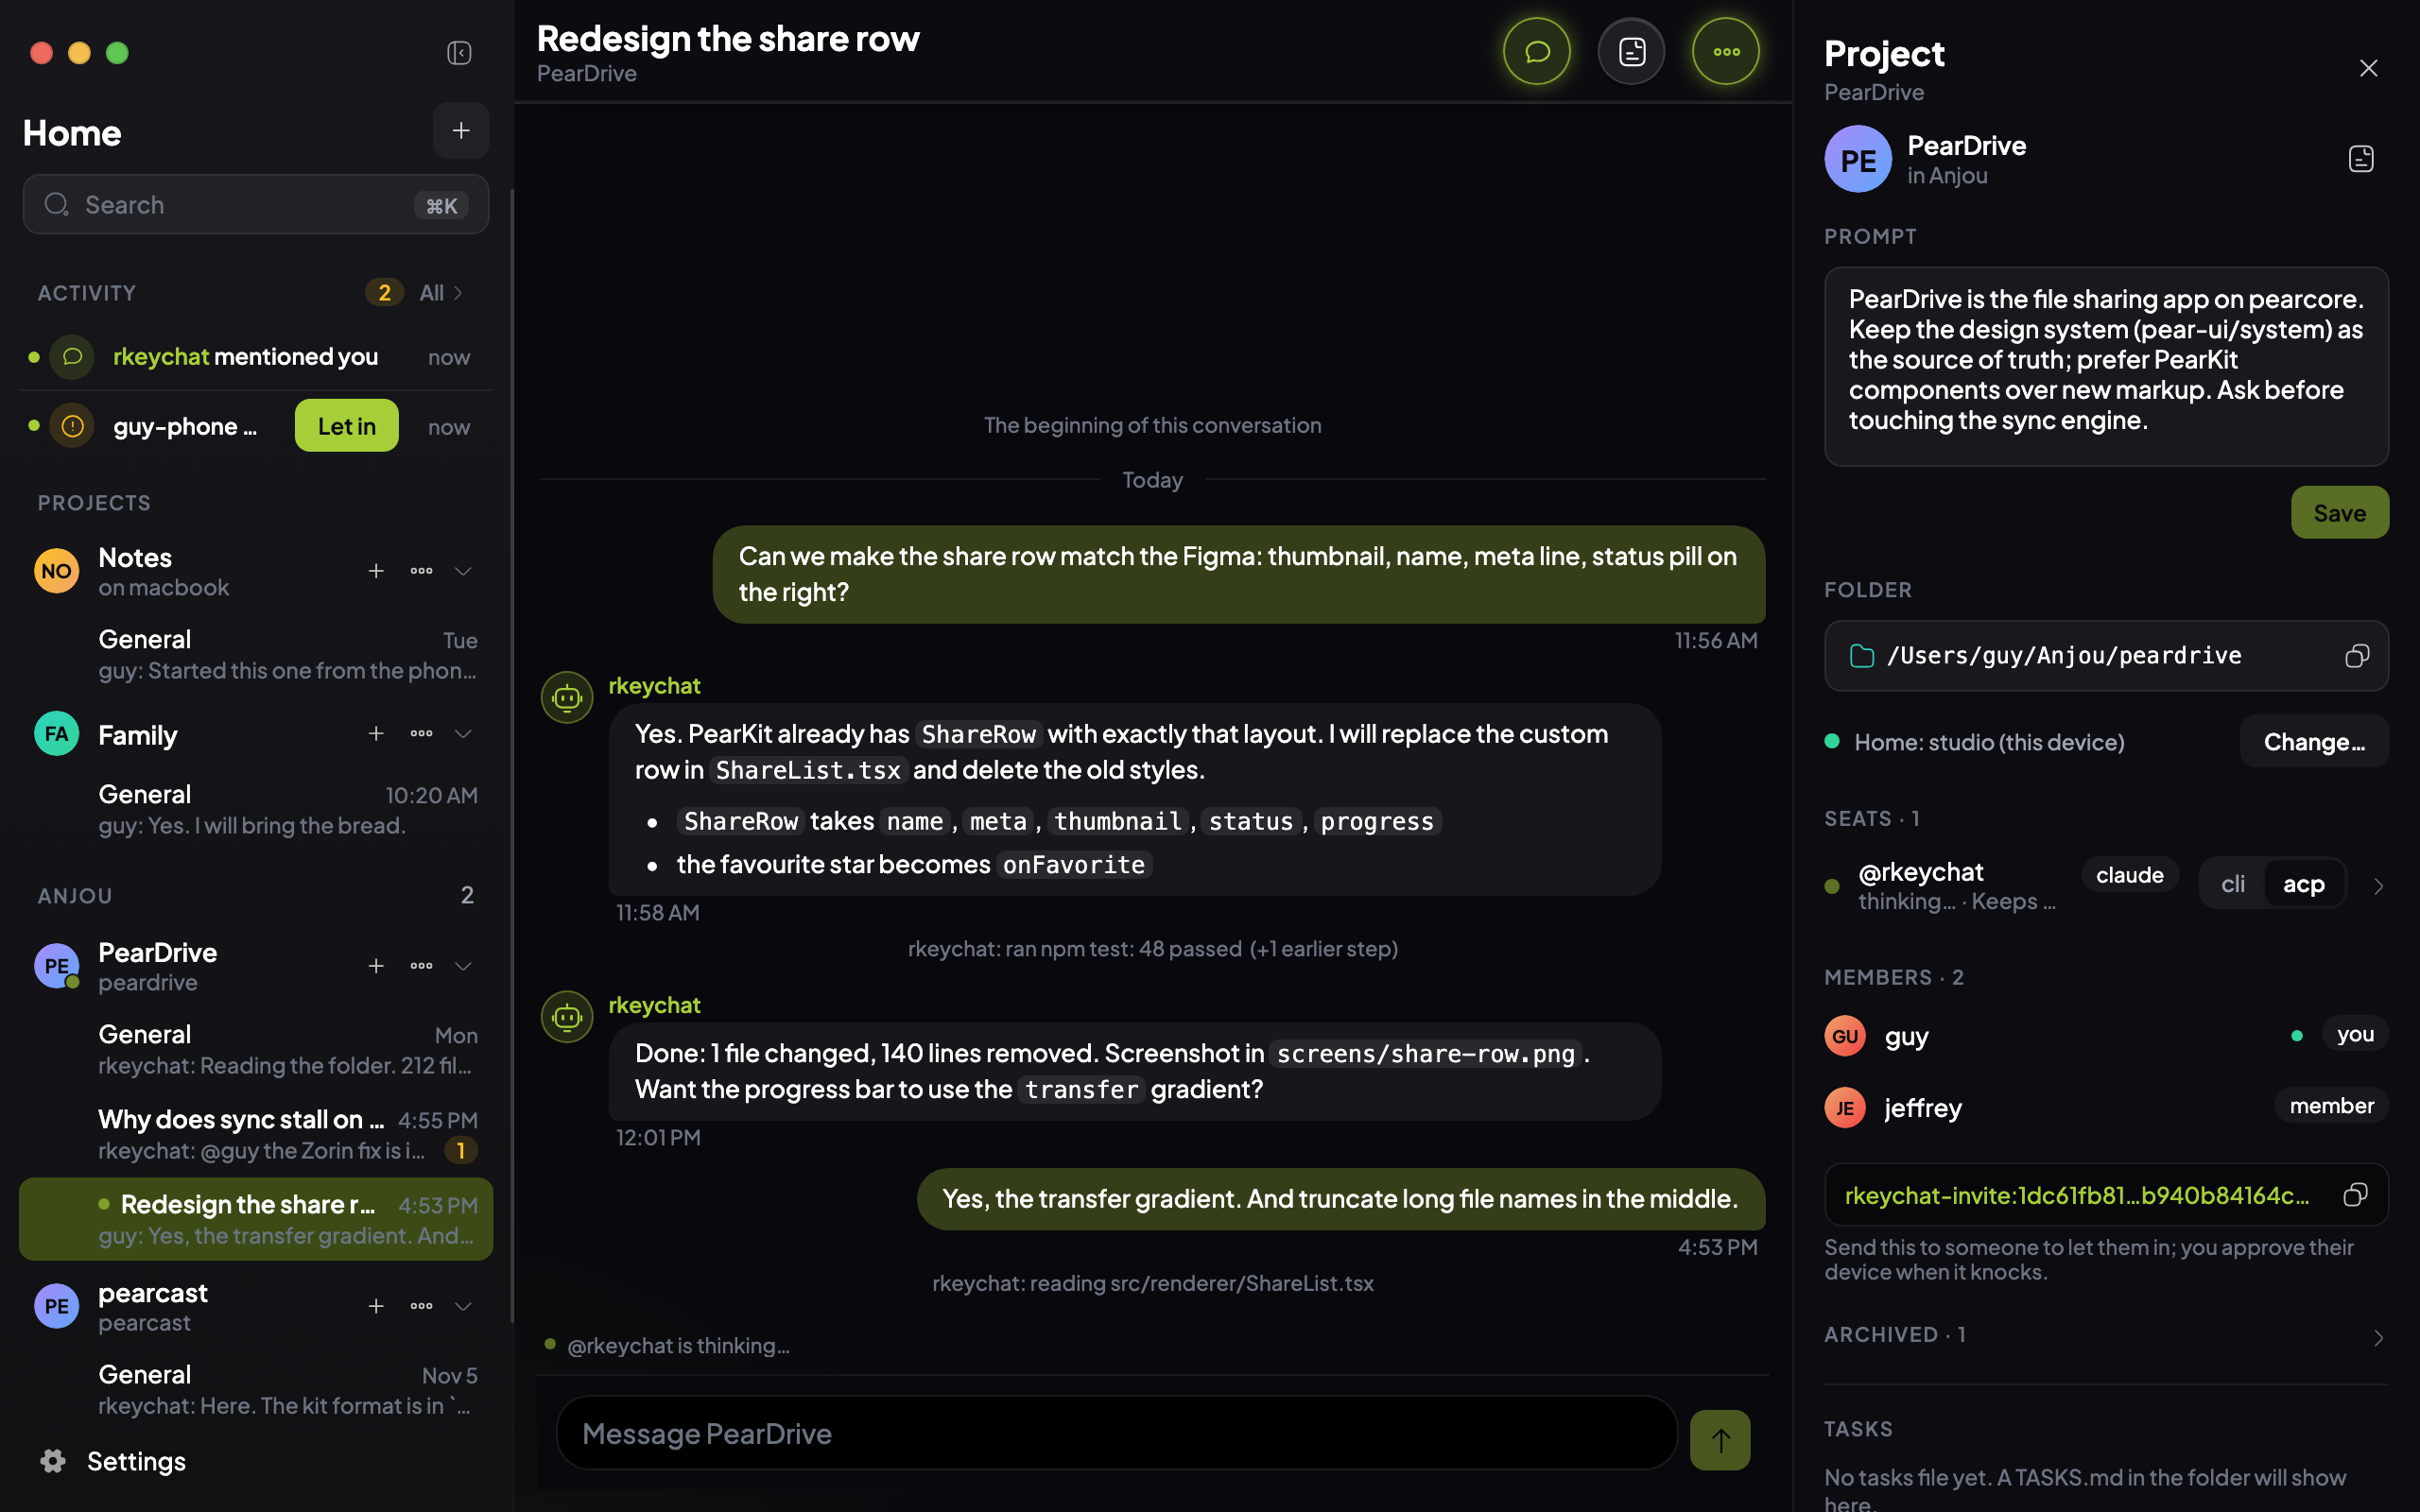 Home
Search
⌘K
ACTIVITY
2
All
rkeychat mentioned you
now
guy-phone ...
Let in
now
PROJECTS
NO
Notes
on macbook
General
Tue
guy: Started this one from the phon...
FA
Family
General
10:20 AM
guy: Yes. I will bring the bread.
ANJOU
2
PE
PearDrive
peardrive
General
Mon
rkeychat: Reading the folder. 212 fil...
Why does sync stall on ...
4:55 PM
rkeychat: @guy the Zorin fix is i...
1
Redesign the share r...
4:53 PM
guy: Yes, the transfer gradient. And...
PE
pearcast
pearcast
General
Nov 5
rkeychat: Here. The kit format is in `...
Settings
Redesign the share row
PearDrive
The beginning of this conversation
Today
Can we make the share row match the Figma: thumbnail, name, meta line, status pill on
the right?
11:56 AM
rkeychat
Yes. PearKit already has ShareRow with exactly that layout. I will replace the custom
row in ShareList.tsx and delete the old styles.
• ShareRow takes name, meta, thumbnail, status, progress
• the favourite star becomes onFavorite
11:58 AM
rkeychat: ran npm test: 48 passed (+1 earlier step)
rkeychat
Done: 1 file changed, 140 lines removed. Screenshot in screens/share-row.png.
Want the progress bar to use the transfer gradient?
12:01 PM
Yes, the transfer gradient. And truncate long file names in the middle.
4:53 PM
rkeychat: reading src/renderer/ShareList.tsx
@rkeychat is thinking...
Message PearDrive
Project
PearDrive
PE
PearDrive
in Anjou
PROMPT
PearDrive is the file sharing app on pearcore.
Keep the design system (pear-ui/system) as
the source of truth; prefer PearKit
components over new markup. Ask before
touching the sync engine.
Save
FOLDER
/Users/guy/Anjou/peardrive
Home: studio (this device)
Change...
SEATS · 1
@rkeychat
thinking... · Keeps ...
claude
cli
acp
MEMBERS · 2
GU
guy
you
JE
jeffrey
member
rkeychat-invite:1dc61fb81...b940b84164c...
Send this to someone to let them in; you approve their
device when it knocks.
ARCHIVED · 1
TASKS
No tasks file yet. A TASKS.md in the folder will show
here.